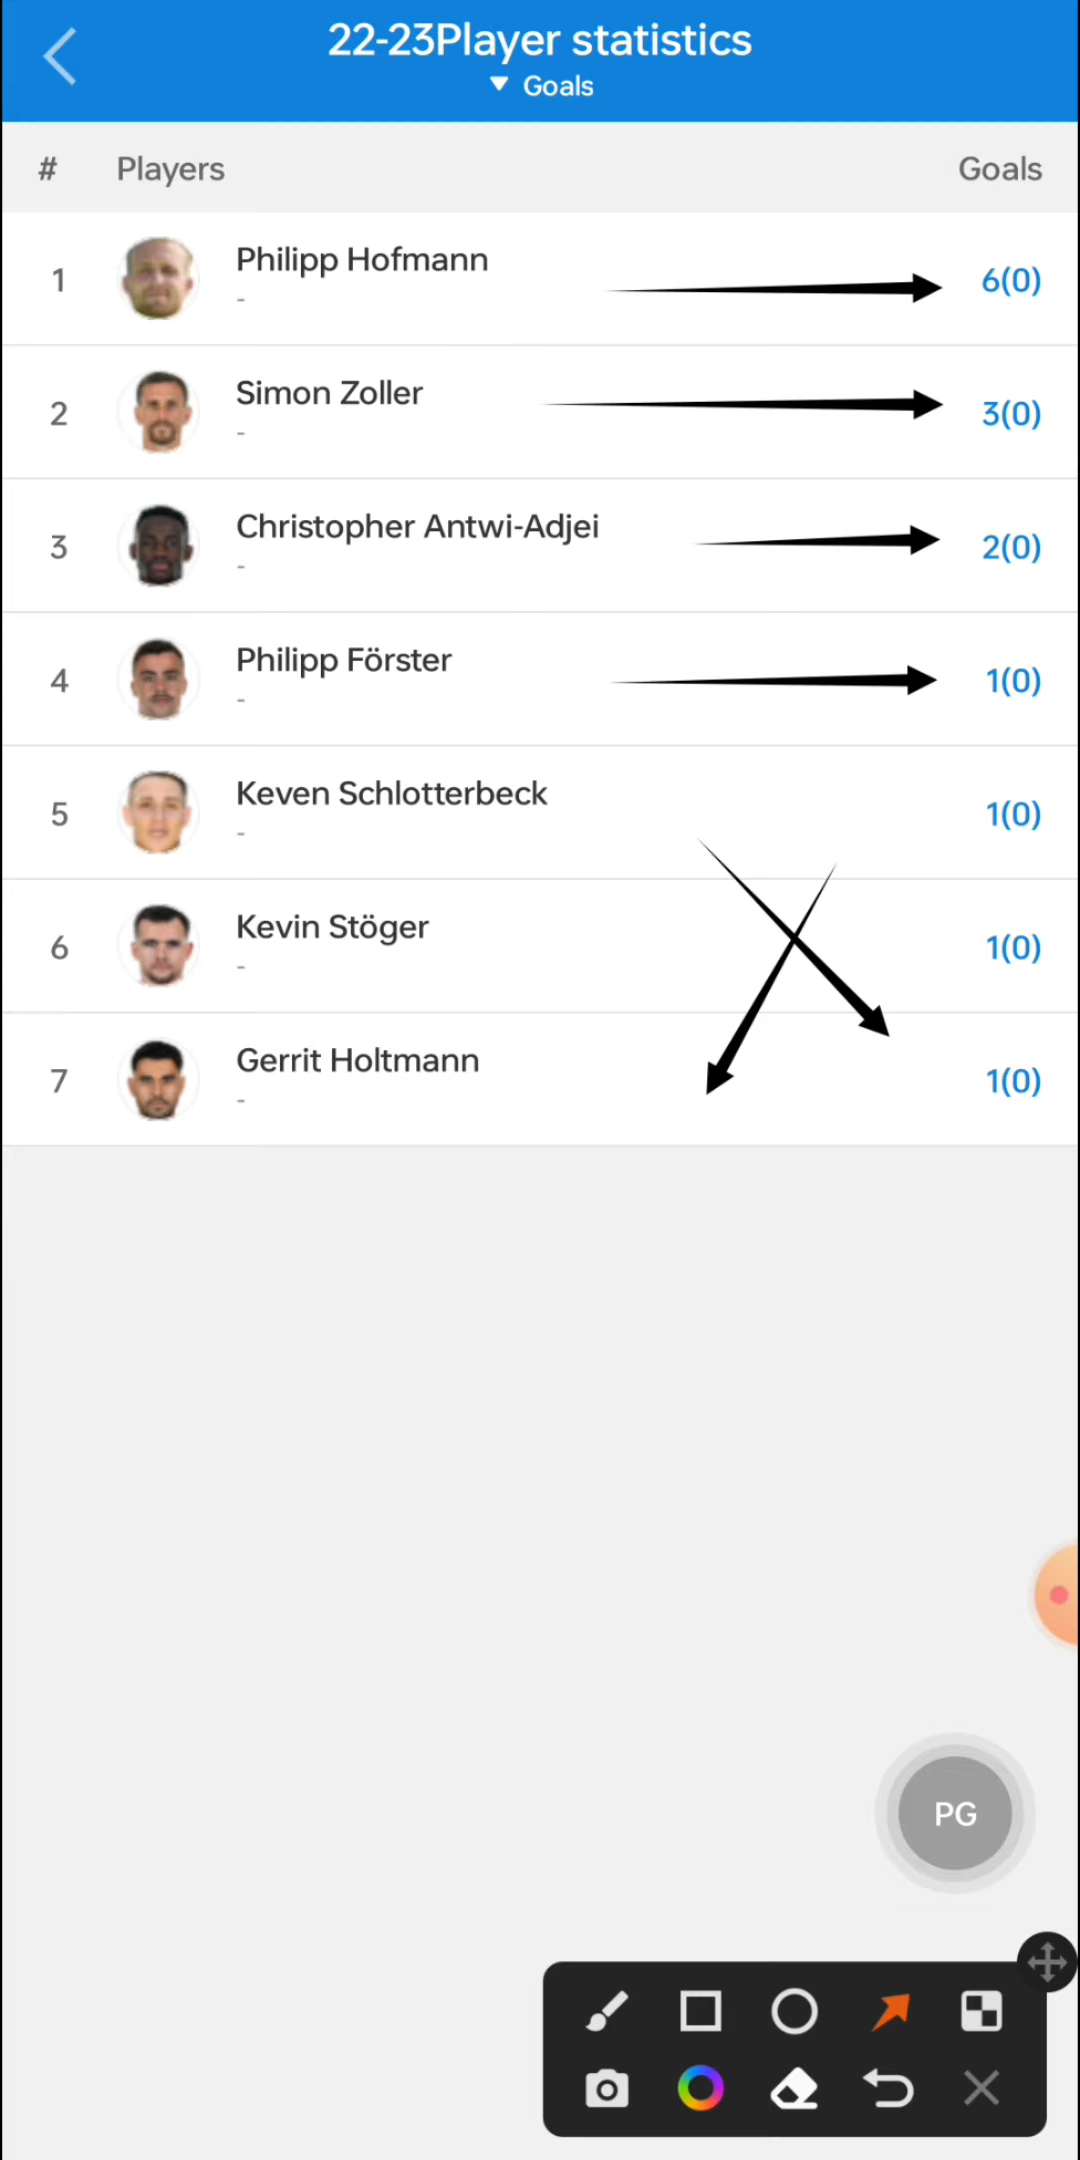 22-23Player statistics
Goals
# Players Goals
1 Philipp Hofmann 6(0)
-
2 Simon Zoller 3(0)
-
3 Christopher Antwi-Adjei 2(0)
-
4 Philipp Förster 1(0)
-
5 Keven Schlotterbeck 1(0)
-
6 Kevin Stöger 1(0)
-
7 Gerrit Holtmann 1(0)
-
PG